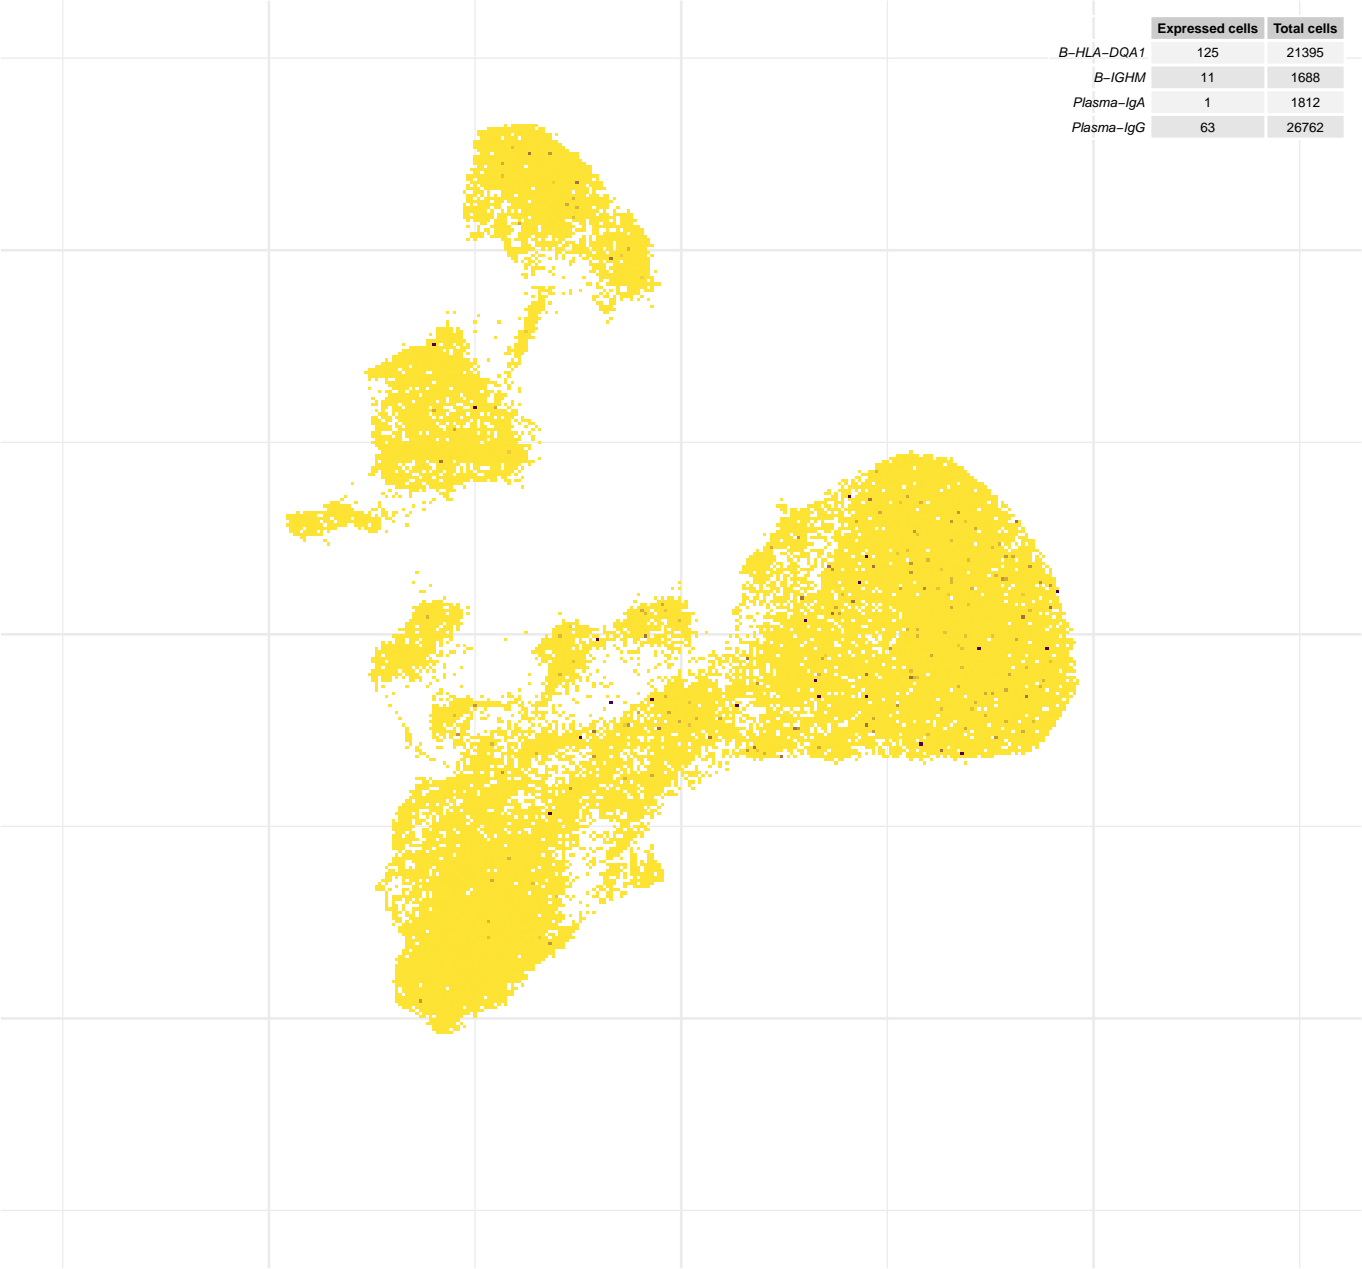 Expressed cells Total cells
B−HLA−DQA1 125 21395
B−IGHM 11 1688
Plasma−IgA 1 1812
Plasma−IgG 63 26762